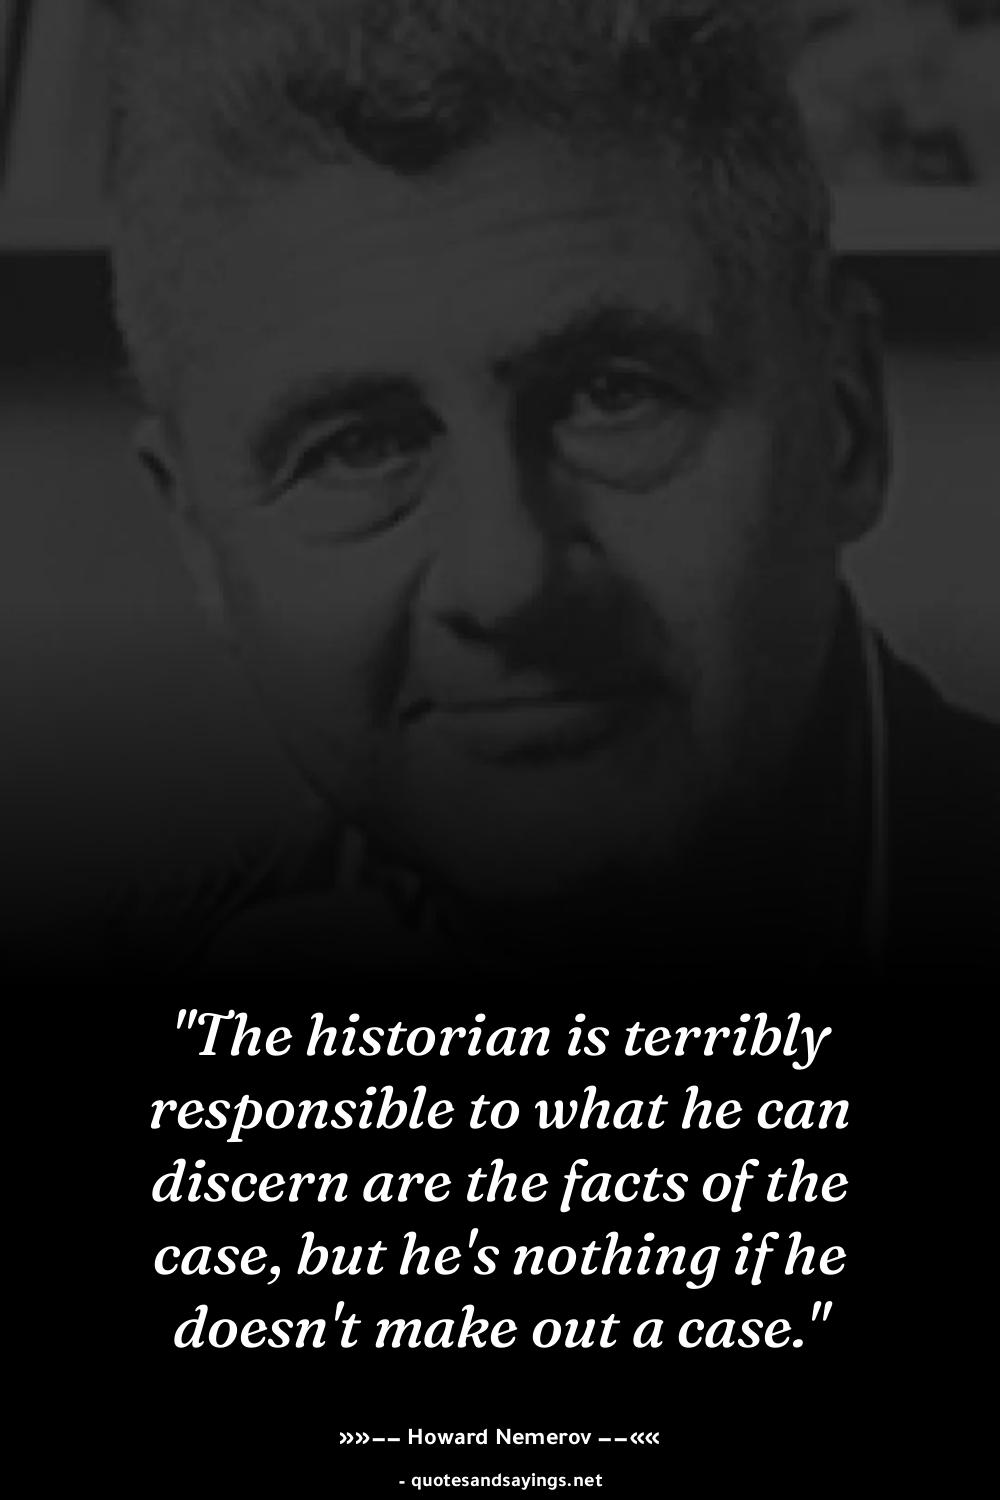 "The historian is terribly
responsible to what he can
discern are the facts of the
case, but he's nothing if he
doesn't make out a case."
»»–– Howard Nemerov ––««
- quotesandsayings.net